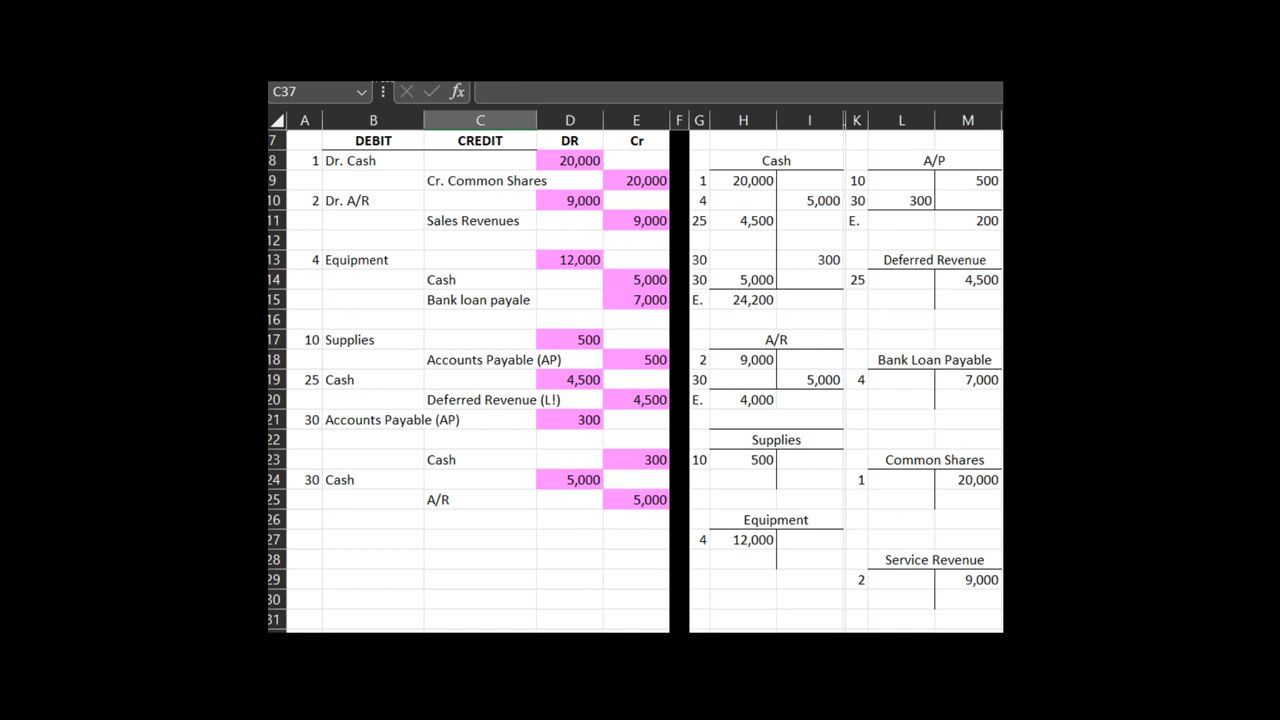 C37 fx
A B C D E F G H I K L M
7 DEBIT CREDIT DR Cr
8 1 Dr. Cash 20,000 Cash A/P
9 Cr. Common Shares 20,000 1 20,000 10 500
10 2 Dr. A/R 9,000 4 5,000 30 300
11 Sales Revenues 9,000 25 4,500 E. 200
12
13 4 Equipment 12,000 30 300 Deferred Revenue
14 Cash 5,000 30 5,000 25 4,500
15 Bank loan payale 7,000 E. 24,200
16
17 10 Supplies 500 A/R
18 Accounts Payable (AP) 500 2 9,000 Bank Loan Payable
19 25 Cash 4,500 30 5,000 4 7,000
20 Deferred Revenue (L!) 4,500 E. 4,000
21 30 Accounts Payable (AP) 300
22 Supplies
23 Cash 300 10 500 Common Shares
24 30 Cash 5,000 1 20,000
25 A/R 5,000
26 Equipment
27 4 12,000
28 Service Revenue
29 2 9,000
30
31